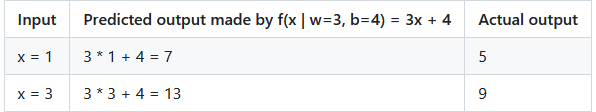 Input Predicted output made by f(x | w=3, b=4) = 3x + 4 Actual output
x = 1 3 * 1 + 4 = 7 5
x = 3 3 * 3 + 4 = 13 9